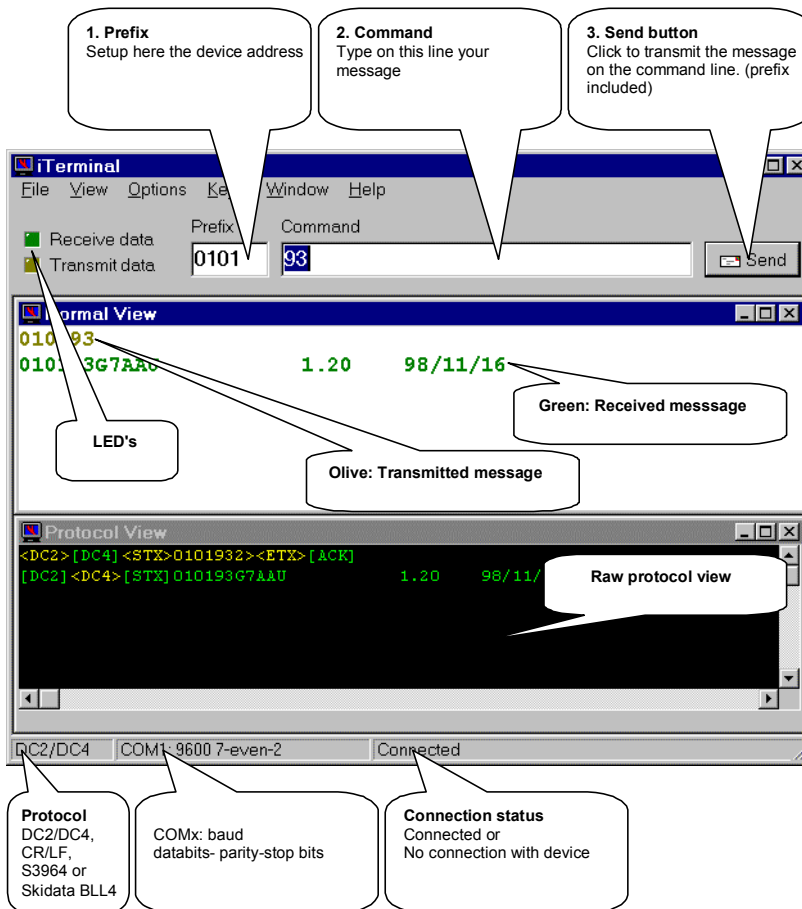 1. Prefix
Setup here the device address
2. Command
Type on this line your
message
3. Send button
Click to transmit the message
on the command line. (prefix
included)
iTerminal
File View Options Window Help
Prefix Command
Receive data
Transmit data
0101 93 Send
Normal View
1.20 98/11/16
Green: Received messsage
LED's
Olive: Transmitted message
Protocol View
<DC2>[DC4]<STX>0101932><ETX>[ACK]
[DC2]<DC4>[STX]010193G7AAU 1.20 98/11/
Raw protocol view
DC2/DC4 COM1: 9600 7-even-2 Connected
Protocol
DC2/DC4,
CR/LF,
S3964 or
Skidata BLL4
COMx: baud
databits- parity-stop bits
Connection status
Connected or
No connection with device